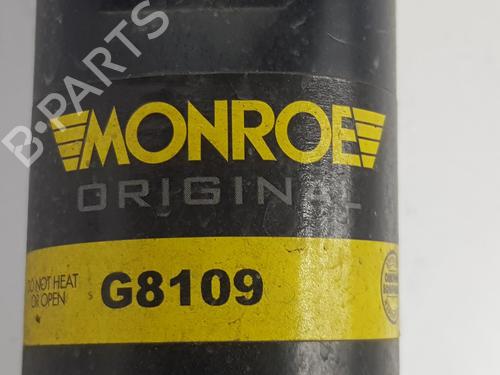 B-PARTS
MONROE
ORIGINAL
DO NOT HEAT
OR OPEN
S
G8109